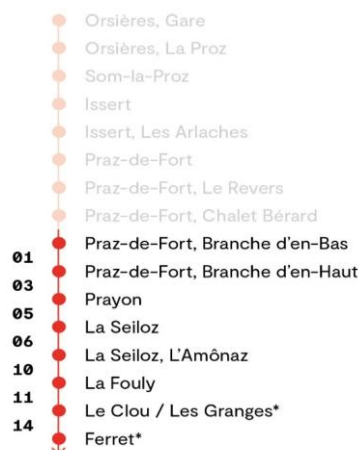 Orsières, Gare
Orsières, La Proz
Som-la-Proz
Issert
Issert, Les Arlaches
Praz-de-Fort
Praz-de-Fort, Le Revers
Praz-de-Fort, Chalet Bérard
Praz-de-Fort, Branche d'en-Bas
01
Praz-de-Fort, Branche d'en-Haut
03
Prayon
05
La Seiloz
06
La Seiloz, L'Amônaz
10
La Fouly
11
Le Clou / Les Granges*
14
Ferret*